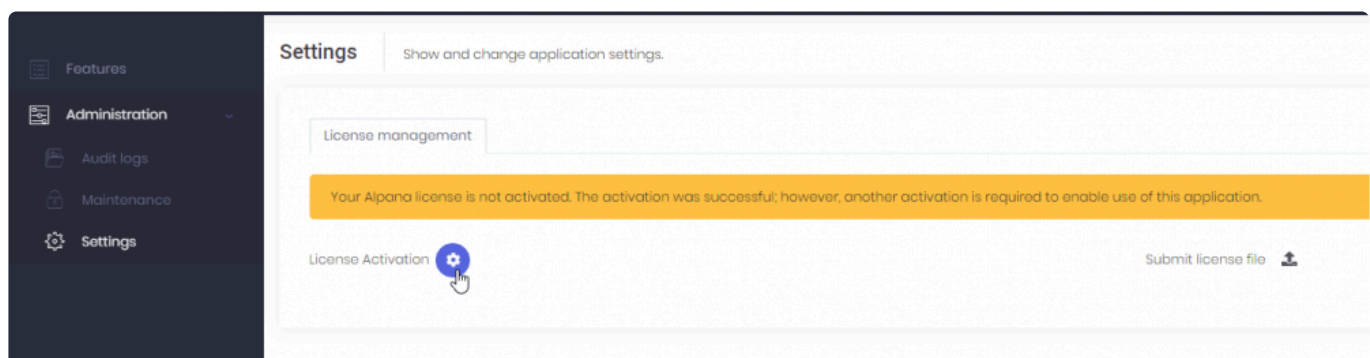 Features
Administration
Audit logs
Maintenance
Settings
Settings
Show and change application settings.
License management
Your Alpana license is not activated. The activation was successful; however, another activation is required to enable use of this application.
License Activation
Submit license file